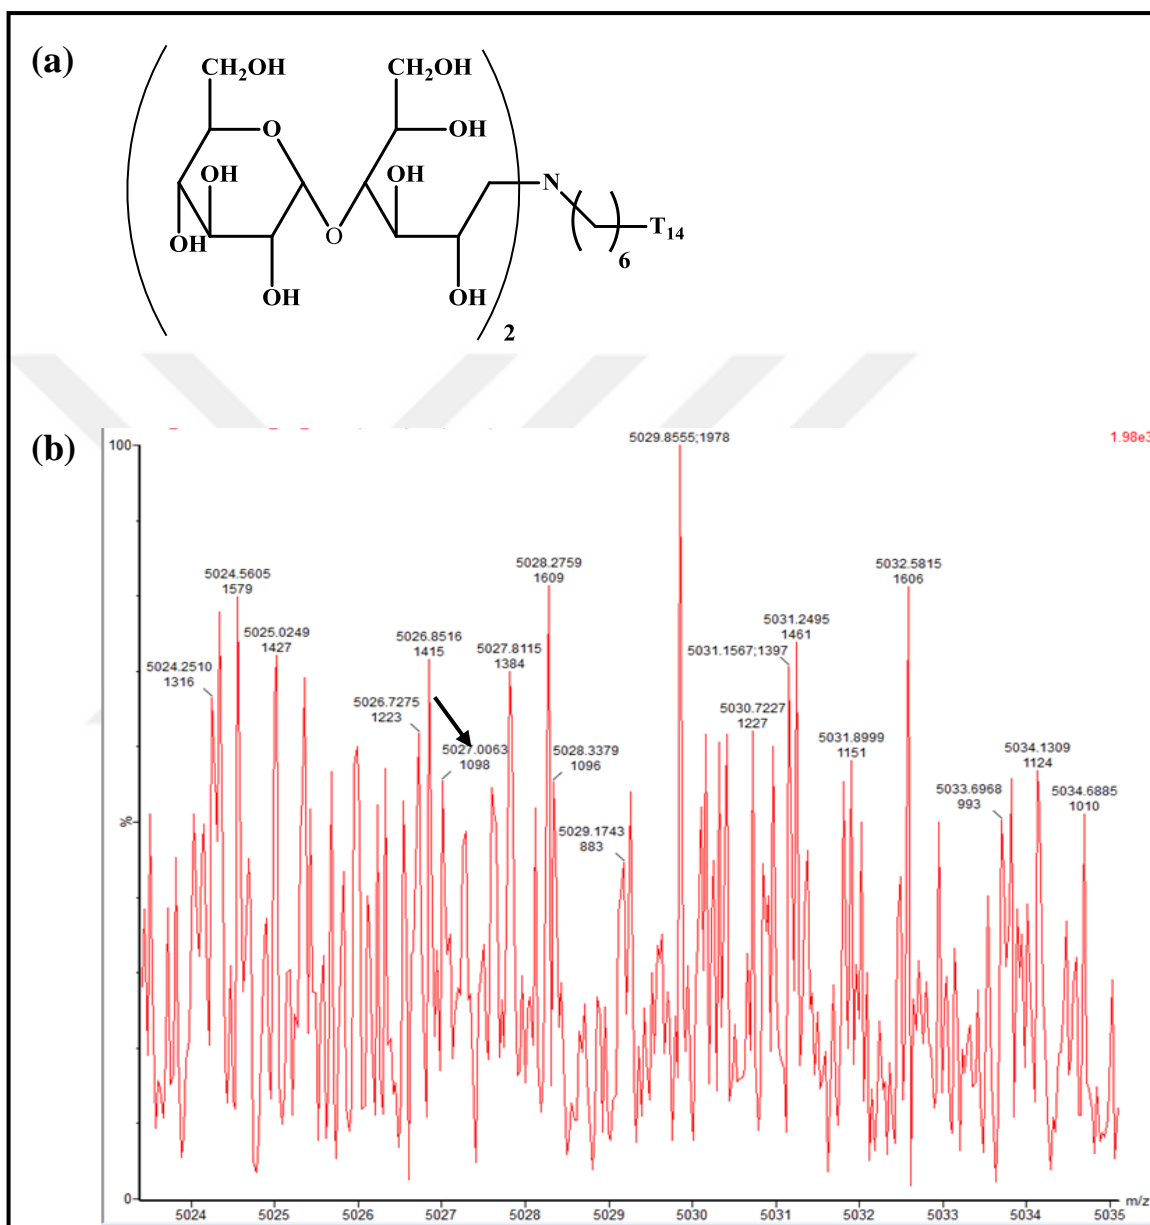 (a)
CH2OH
CH2OH
O
OH
OH
OH
N
OH
O
T14
OH
6
OH
OH
2
(b)
100
5029.8555;1978
1.98e3
5028.2759
1609
5032.5815
1606
5024.5605
1579
5025.0249
1427
5026.8516
1415
5031.2495
1461
5027.8115
1384
5031.1567;1397
5024.2510
1316
5026.7275
1223
5030.7227
1227
5027.0063
1098
5028.3379
1096
5031.8999
1151
5034.1309
1124
5033.6968
993
5034.6885
1010
5029.1743
883
%
0
m/z
5024 5025 5026 5027 5028 5029 5030 5031 5032 5033 5034 5035